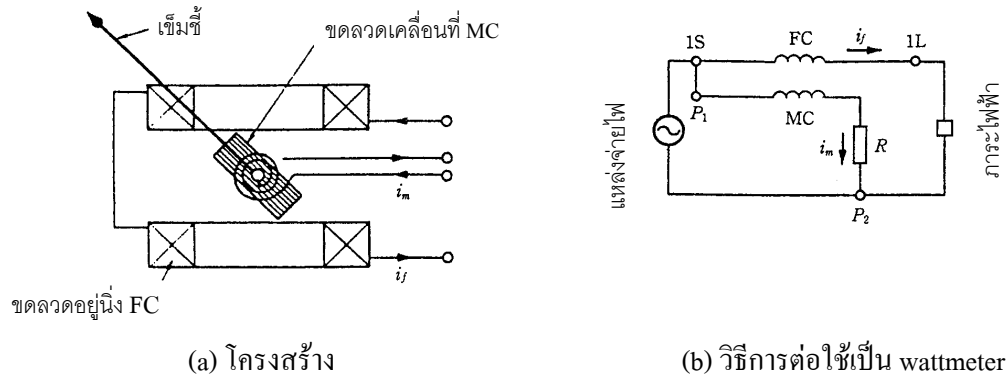 เข็มชี้
ขดลวดเคลื่อนที่ MC
i_m
i_f
ขดลวดอยู่นิ่ง FC
(a) โครงสร้าง
1S
FC
i_f
1L
P_1
MC
i_m
R
P_2
แหล่งจ่ายไฟ
ภาระไฟฟ้า
(b) วิธีการต่อใช้เป็น wattmeter